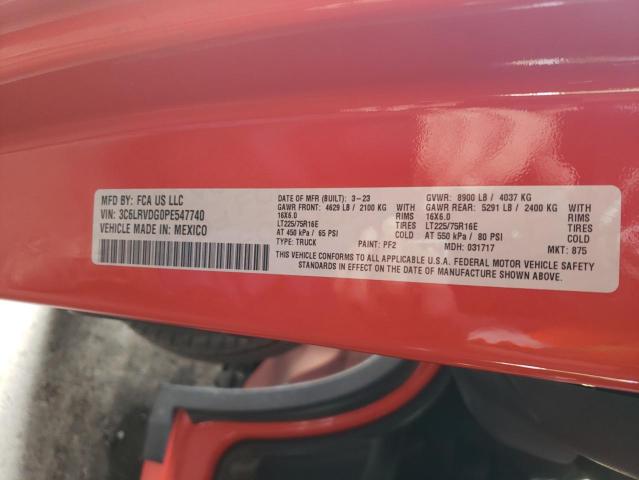 MFD BY: FCA US LLC
VIN: 3C6LRVDG0PE547740
VEHICLE MADE IN: MEXICO
DATE OF MFR (BUILT): 3-23
GAWR FRONT: 4629 LB / 2100 KG
16X6.0 RIMS
LT225/75R16E TIRES
AT 450 kPa / 65 PSI COLD
TYPE: TRUCK PAINT: PF2
GVWR: 8900 LB / 4037 KG
GAWR REAR: 5291 LB / 2400 KG
16X6.0 RIMS
LT225/75R16E TIRES
AT 550 kPa / 80 PSI COLD
MDH: 031717 MKT: 875
THIS VEHICLE CONFORMS TO ALL APPLICABLE U.S.A. FEDERAL MOTOR VEHICLE SAFETY
STANDARDS IN EFFECT ON THE DATE OF MANUFACTURE SHOWN ABOVE.